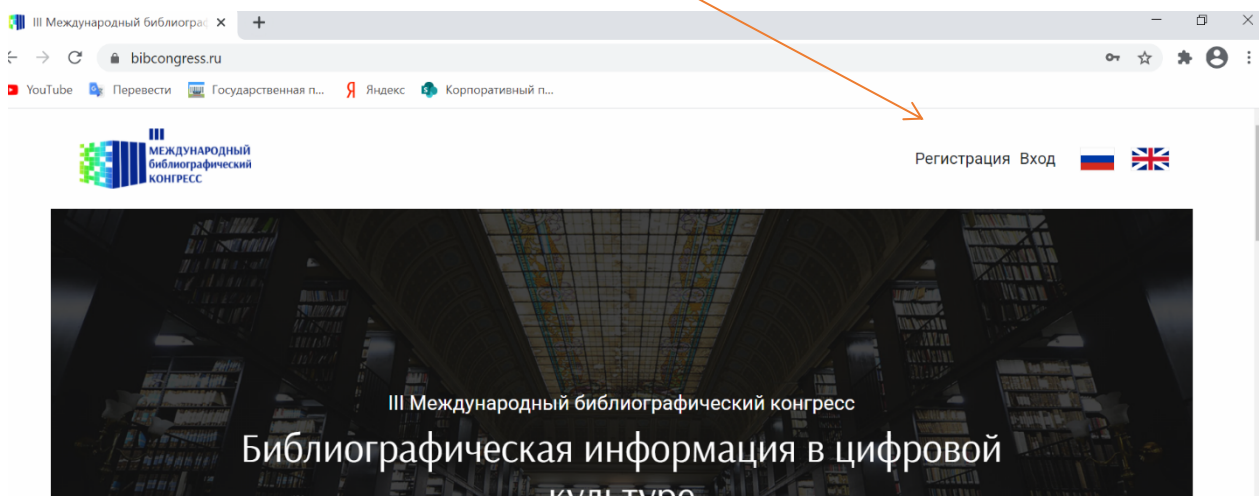 III Международный библиограф
bibcongress.ru
YouTube Перевести Государственная п... Яндекс Корпоративный п...
III
МЕЖДУНАРОДНЫЙ
библиографический
КОНГРЕСС
Регистрация Вход
III Международный библиографический конгресс
Библиографическая информация в цифровой
культуре